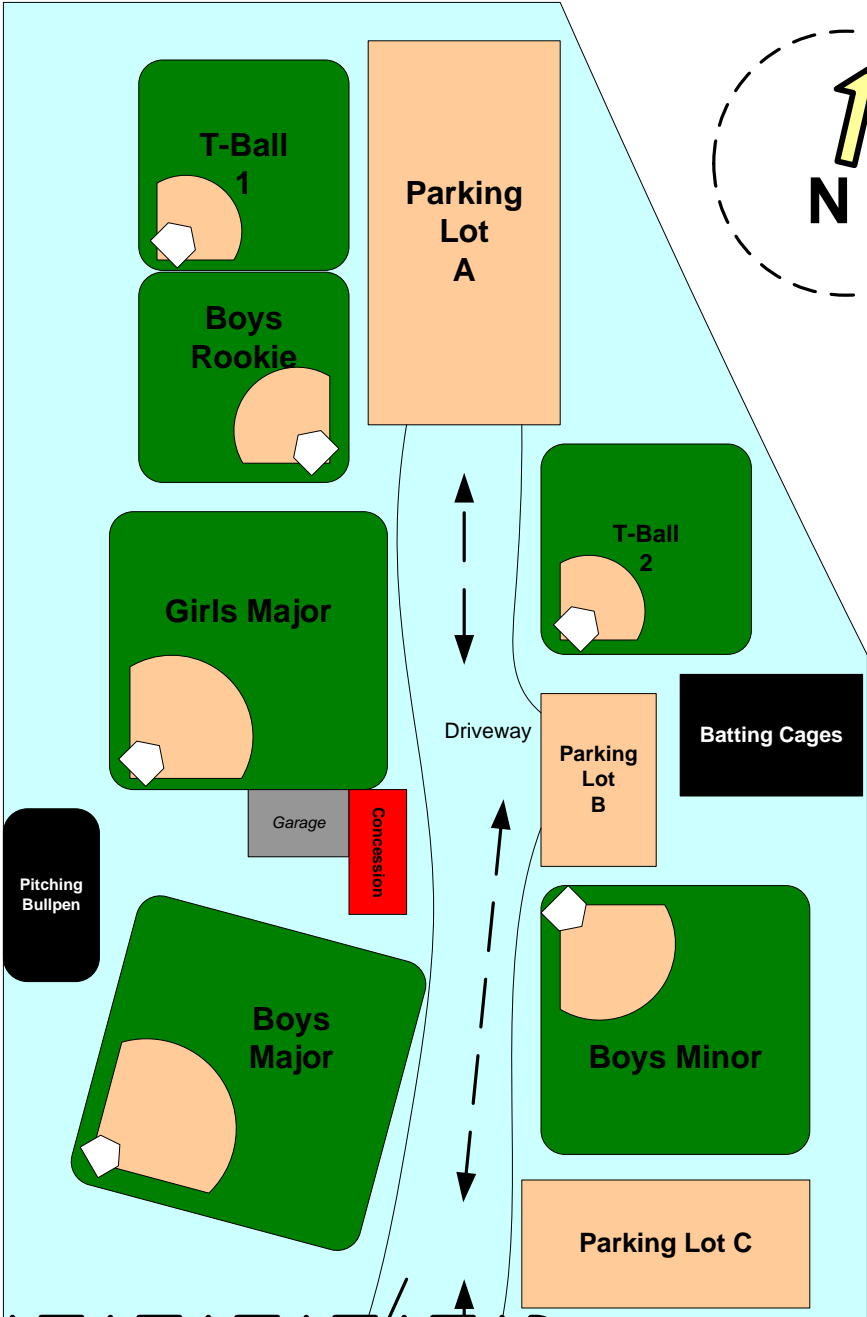 T-Ball
1
Parking
Lot
A
N
Boys
Rookie
T-Ball
2
Girls Major
Driveway
Parking
Lot
B
Batting Cages
Garage
Concession
Pitching
Bullpen
Boys
Major
Boys Minor
Parking Lot C